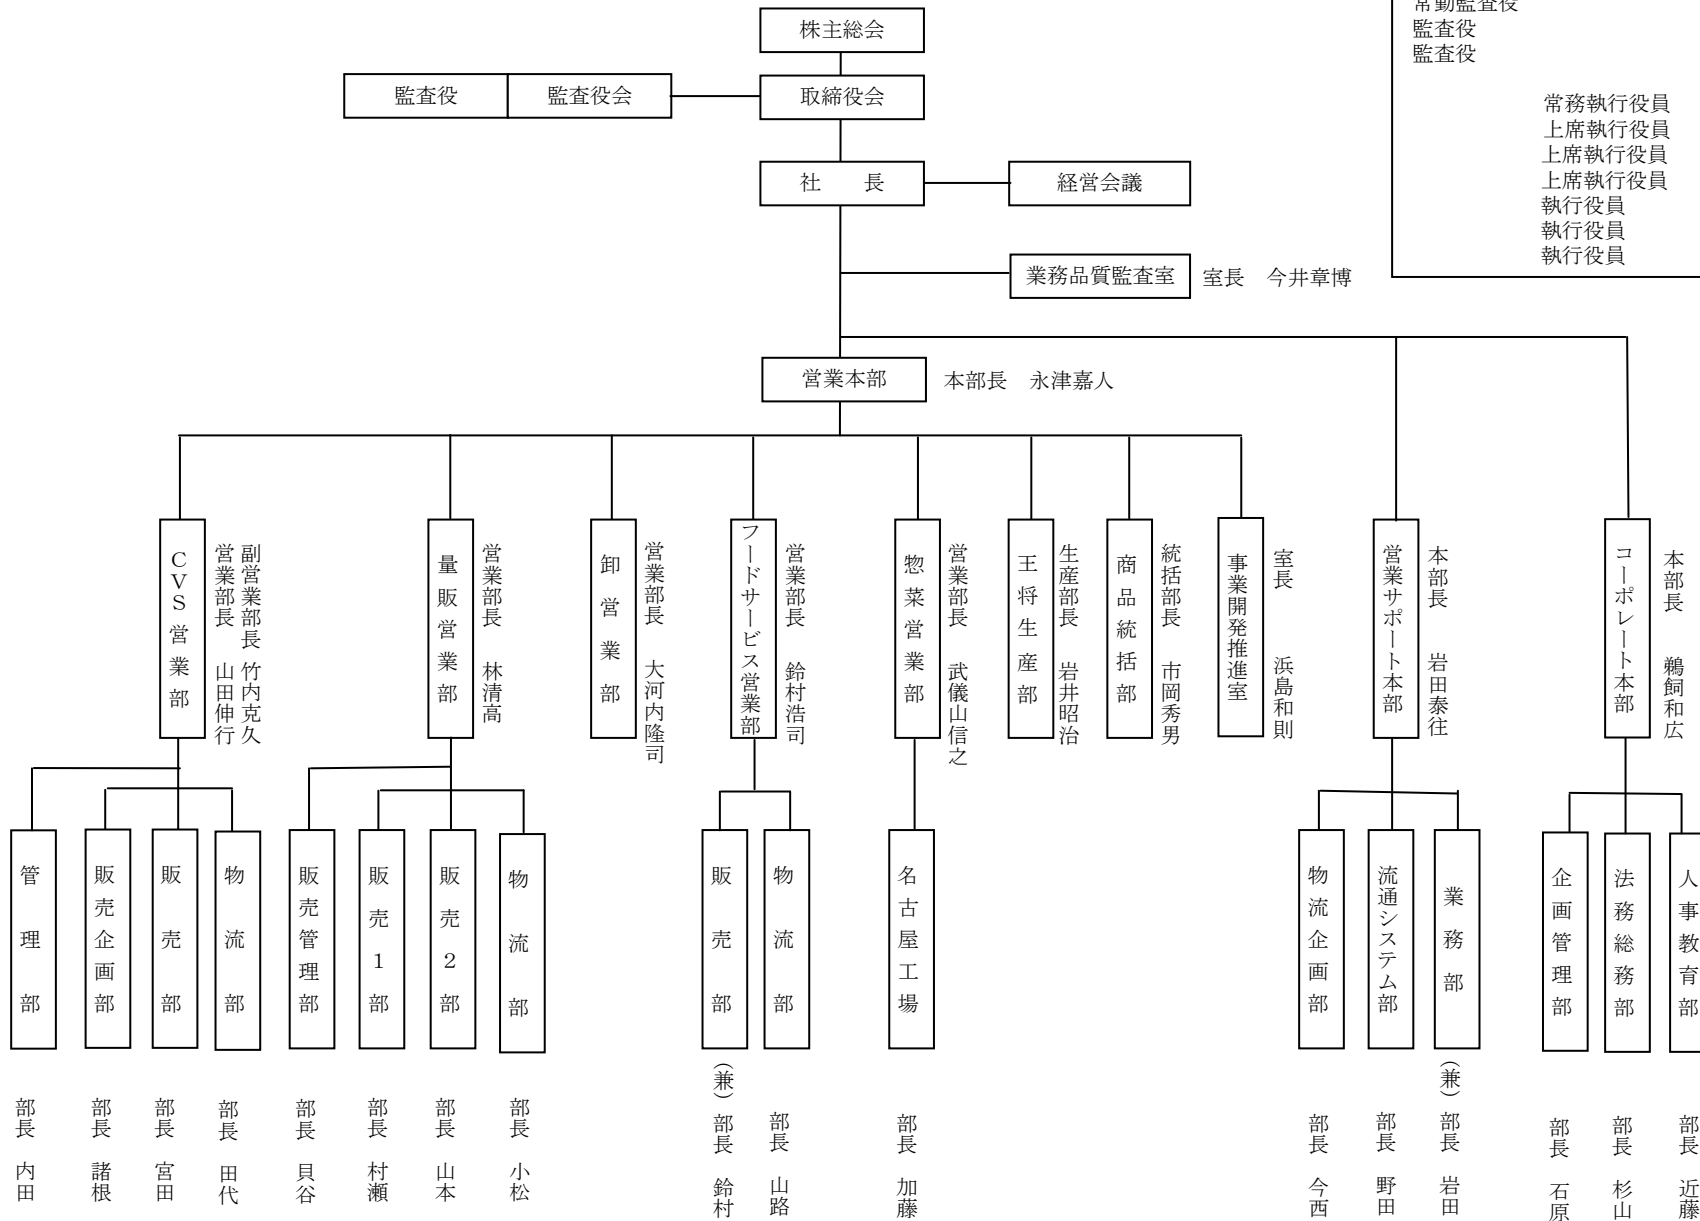 常勤監査役
監査役
監査役
常務執行役員
上席執行役員
上席執行役員
上席執行役員
執行役員
執行役員
執行役員
株主総会
監査役
監査役会
取締役会
社　長
経営会議
業務品質監査室
室長　今井章博
営業本部
本部長　永津嘉人
ＣＶＳ営業部
営業部長　山田伸行
副営業部長　竹内克久
量販営業部
営業部長　林清高
卸営業部
営業部長　大河内隆司
フードサービス営業部
営業部長　鈴村浩司
惣菜営業部
営業部長　武儀山信之
王将生産部
生産部長　岩井昭治
商品統括部
統括部長　市岡秀男
事業開発推進室
室長　浜島和則
営業サポート本部
本部長　岩田泰往
コーポレート本部
本部長　鵜飼和広
管理部
販売企画部
販売部
物流部
販売管理部
販売１部
販売２部
物流部
販売部
物流部
名古屋工場
物流企画部
流通システム部
業務部
企画管理部
法務総務部
人事教育部
部長　内田
部長　諸根
部長　宮田
部長　田代
部長　貝谷
部長　村瀬
部長　山本
部長　小松
（兼）部長　鈴村
部長　山路
部長　加藤
部長　今西
部長　野田
（兼）部長　岩田
部長　石原
部長　杉山
部長　近藤